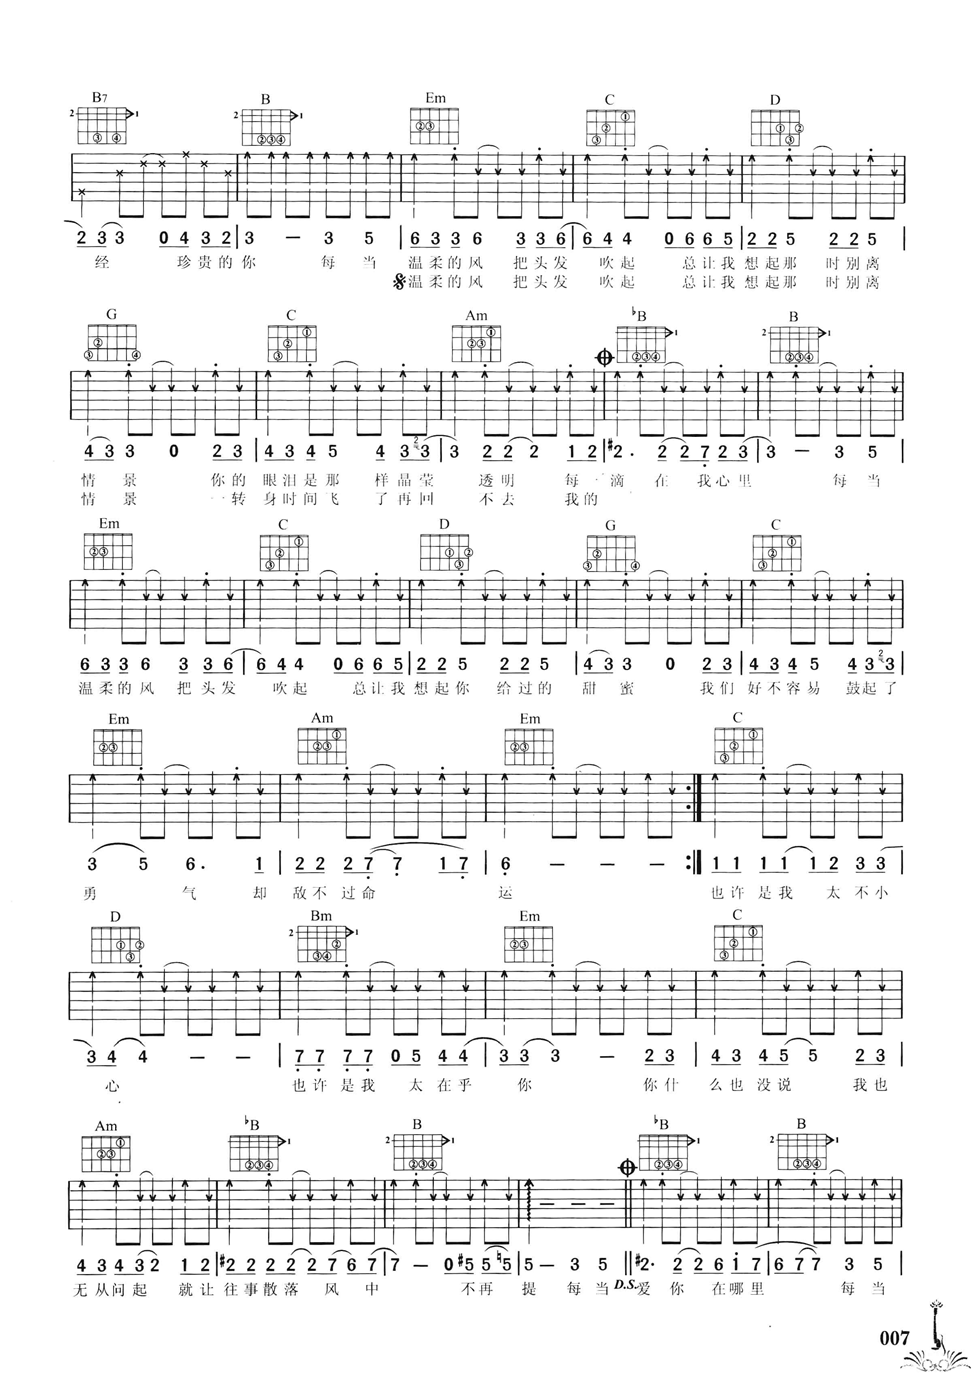 B7 B Em C D
2 1 2 1
2 3 3 0 4 3 2 3 — 3 5 6 3 3 6 3 3 6 6 4 4 0 6 6 5 2 2 5 2 2 5
经 珍贵的你 每当 温柔的风 把头发 吹起 总让我想起那 时别离
温柔的风 把头发 吹起 总让我想起那 时别离
G C Am ♭B B
2 1 2 1
4 3 3 0 2 3 4 3 4 5 4 3 3 3 2 2 2 1 2 #2. 2 2 7 2 3 3 — 3 5
情景 你的眼泪是那 样晶莹 透明 每一滴 在 我心里 每当
情景 一转身时间飞 了再回 不去 我的
Em C D G C
6 3 3 6 3 3 6 6 4 4 0 6 6 5 2 2 5 2 2 5 4 3 3 0 2 3 4 3 4 5 4 3 3
温柔的风 把头发 吹起 总让我想起你 给过的 甜蜜 我们好不容易 鼓起了
Em Am Em C
3 5 6. 1 2 2 2 7 7 1 7 6 — — — 1 1 1 1 1 2 3 3
勇 气 却 敌不过命 运 也许是我 太不小
D Bm Em C
2 1
3 4 4 — — 7 7 7 7 0 5 4 4 3 3 3 — 2 3 4 3 4 5 5 2 3
心 也许是我 太在乎 你 你什 么也没说 我也
Am ♭B B ♭B B
2 1 2 1 2 1 2 1
4 3 4 3 2 1 2 #2 2 2 2 7 6 7 7 — 0 #5 5 ♮5 5 — — — #2. 2 2 6 1 7 6 7 7 3 5
无从问起 就让往事散落 风中 不再 提 每当 D.S. 爱 你 在哪里 每当
007